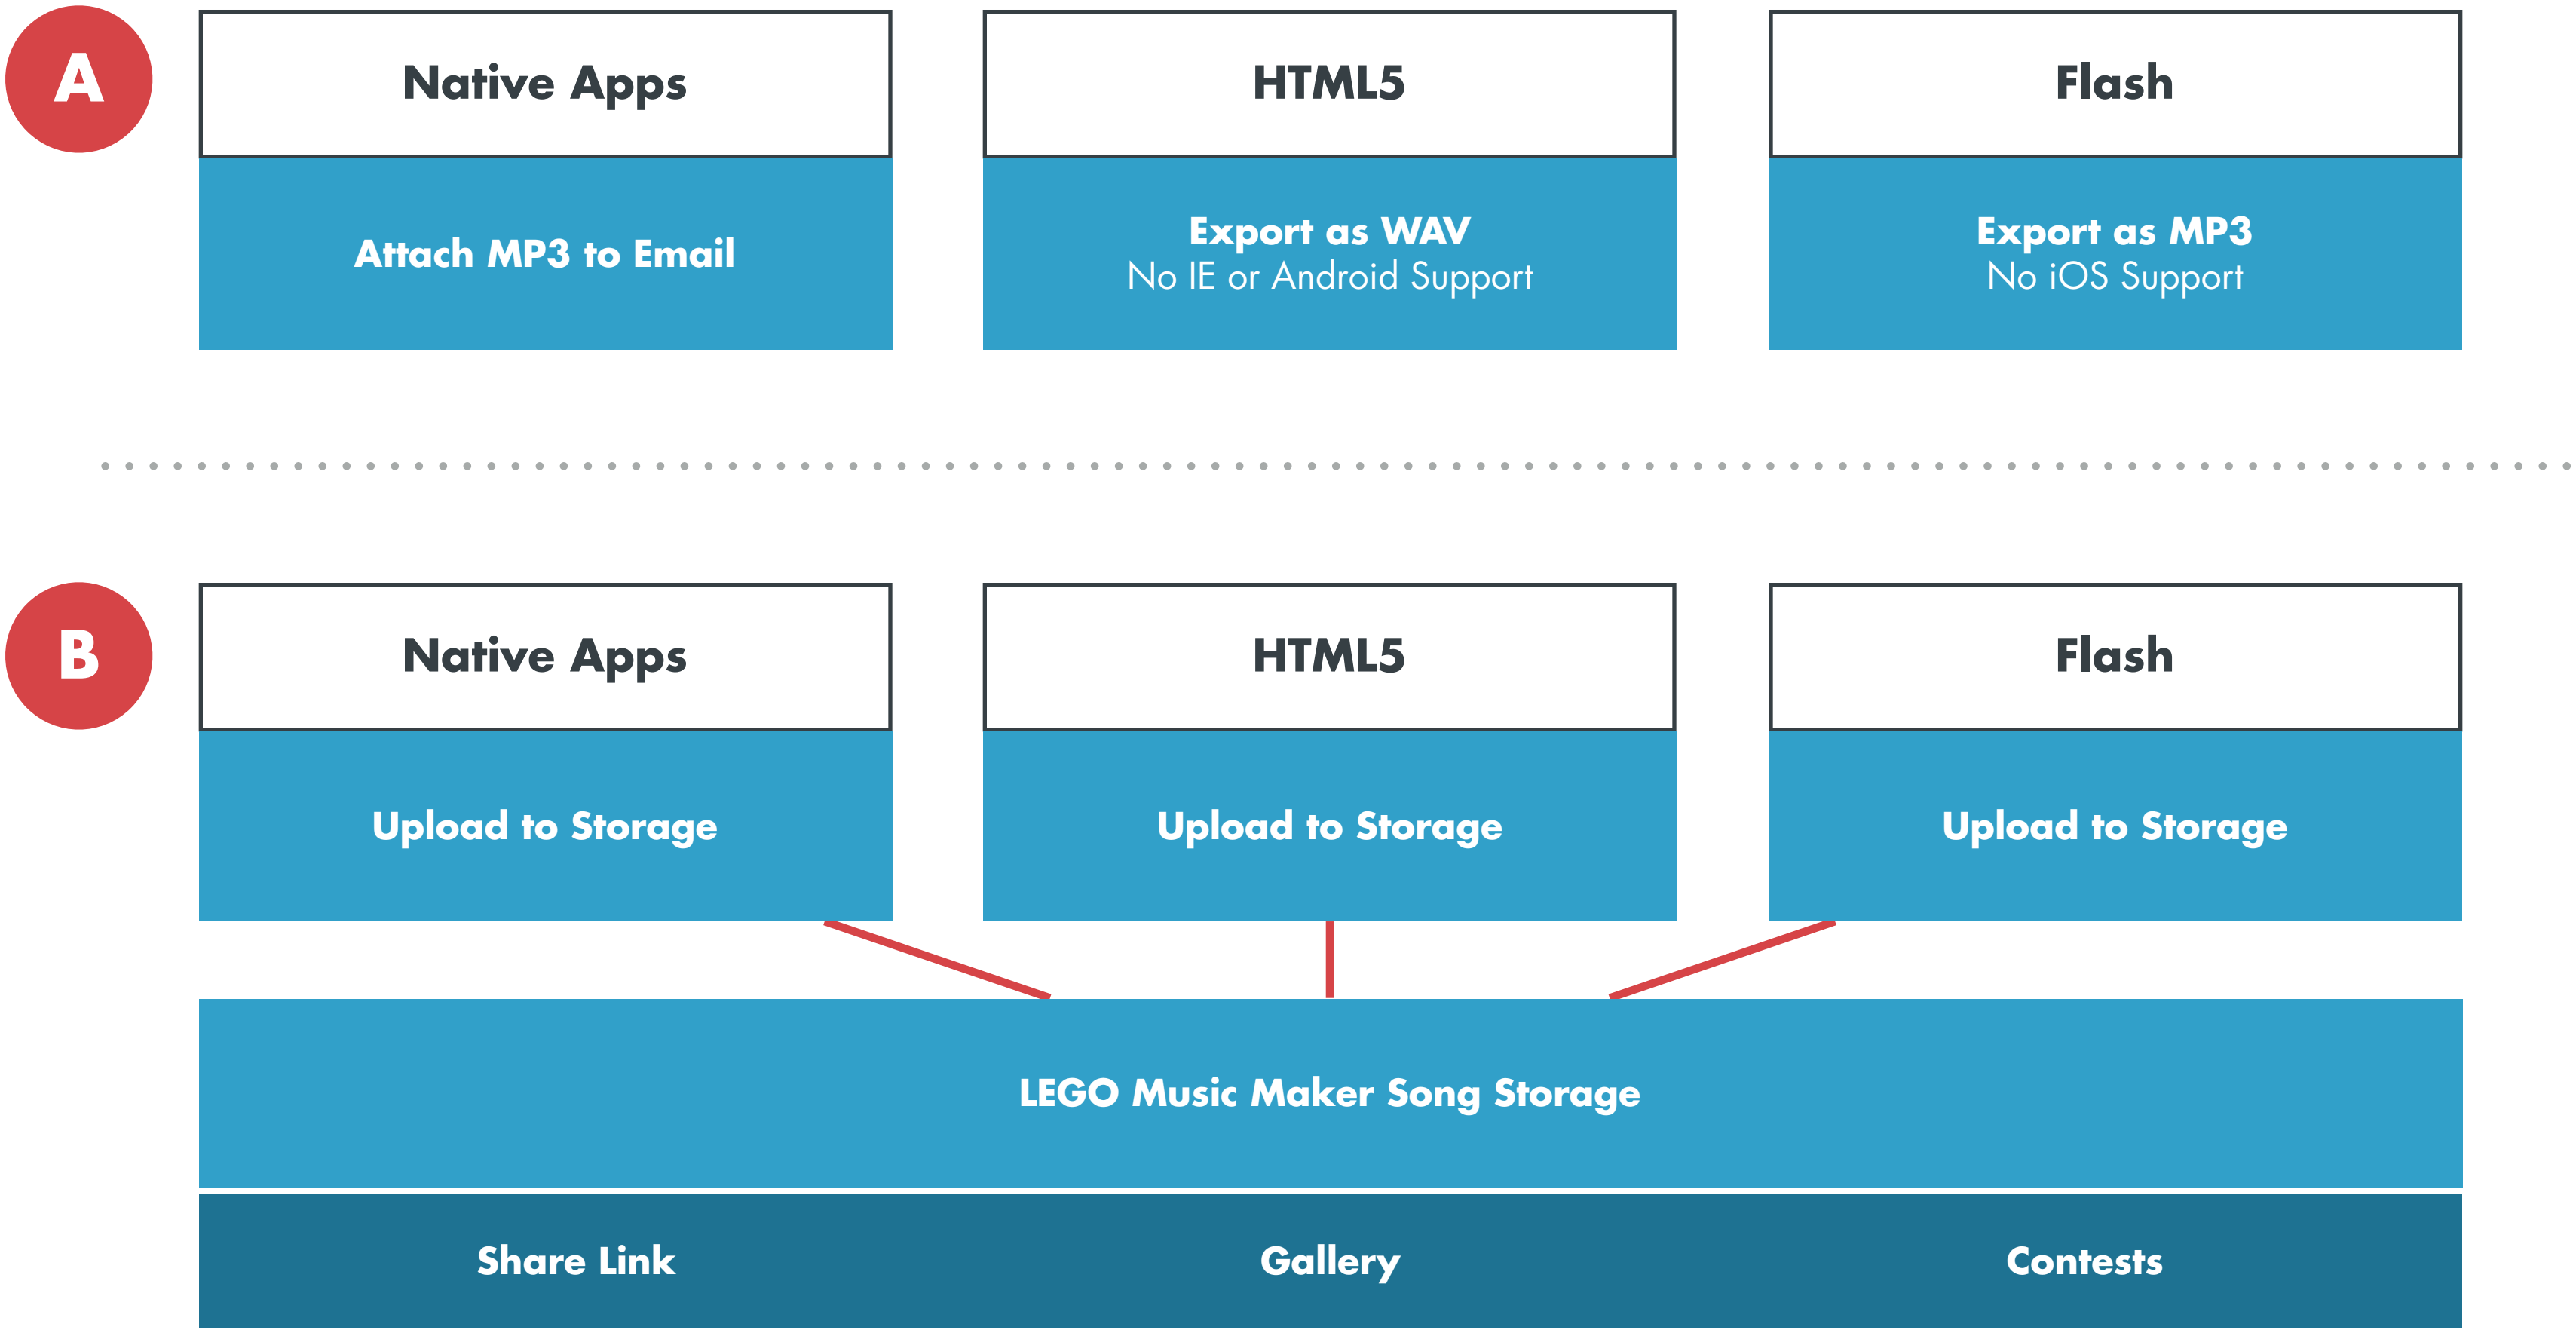 A
Native Apps
HTML5
Flash
Attach MP3 to Email
Export as WAV
No IE or Android Support
Export as MP3
No iOS Support
B
Native Apps
HTML5
Flash
Upload to Storage
Upload to Storage
Upload to Storage
LEGO Music Maker Song Storage
Share Link
Gallery
Contests